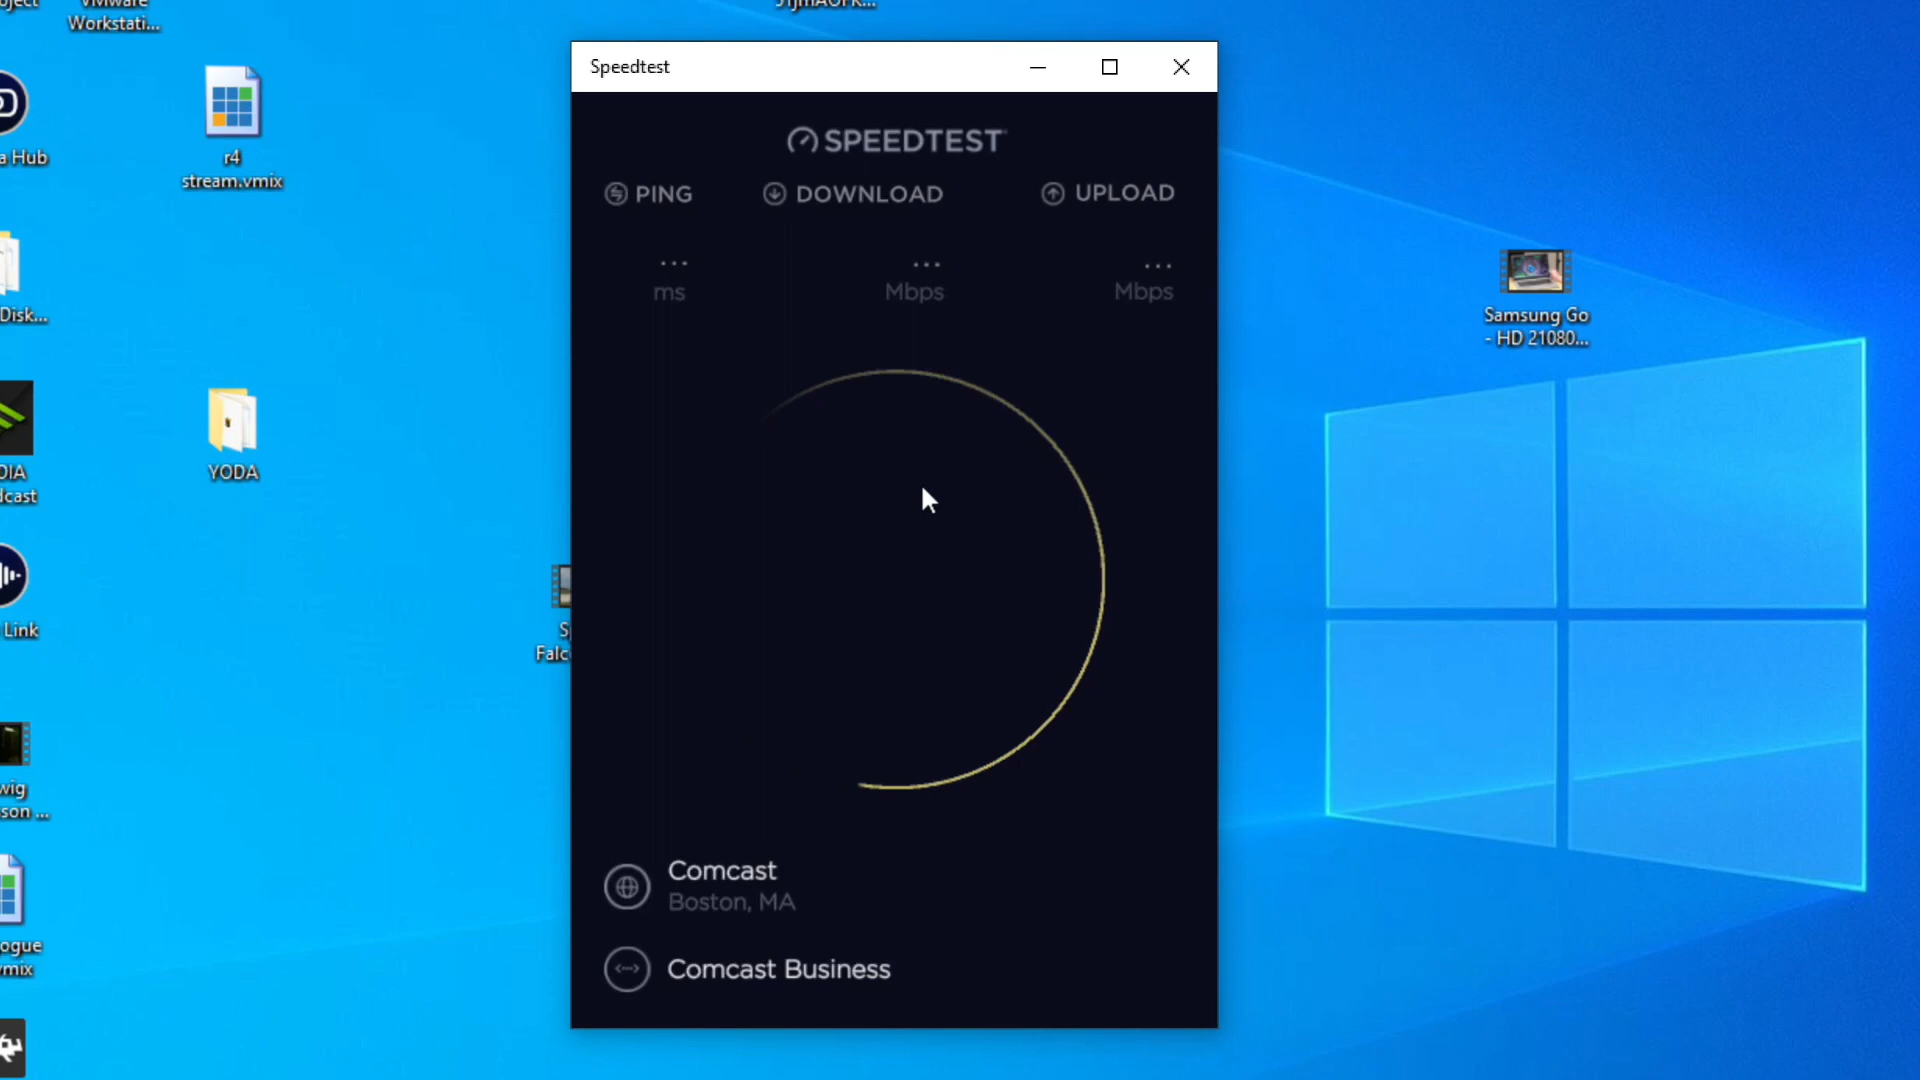 VMware
Workstati...
a Hub
r4
stream.vmix
Disk...
YODA
Link
Speedtest
SPEEDTEST
PING
DOWNLOAD
UPLOAD
...
...
...
ms
Mbps
Mbps
Comcast
Boston, MA
Comcast Business
Samsung Go
- HD 21080...